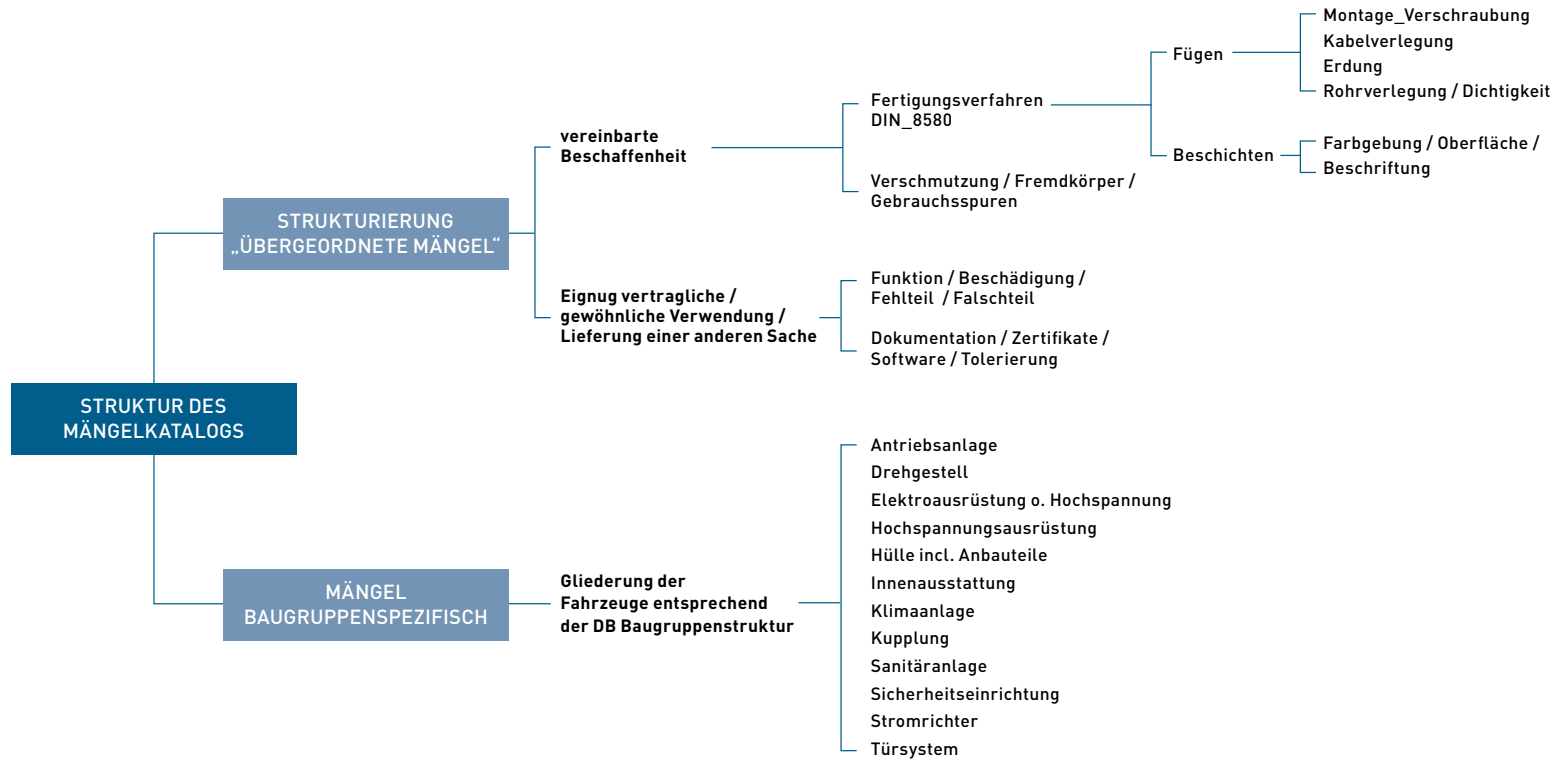 STRUKTUR DES
MÄNGELKATALOGS
STRUKTURIERUNG
„ÜBERGEORDNETE MÄNGEL“
vereinbarte
Beschaffenheit
Fertigungsverfahren
DIN_8580
Fügen
Montage_Verschraubung
Kabelverlegung
Erdung
Rohrverlegung / Dichtigkeit
Beschichten
Farbgebung / Oberfläche /
Beschriftung
Verschmutzung / Fremdkörper /
Gebrauchsspuren
Eignug vertragliche /
gewöhnliche Verwendung /
Lieferung einer anderen Sache
Funktion / Beschädigung /
Fehlteil / Falschteil
Dokumentation / Zertifikate /
Software / Tolerierung
MÄNGEL
BAUGRUPPENSPEZIFISCH
Gliederung der
Fahrzeuge entsprechend
der DB Baugruppenstruktur
Antriebsanlage
Drehgestell
Elektroausrüstung o. Hochspannung
Hochspannungsausrüstung
Hülle incl. Anbauteile
Innenausstattung
Klimaanlage
Kupplung
Sanitäranlage
Sicherheitseinrichtung
Stromrichter
Türsystem